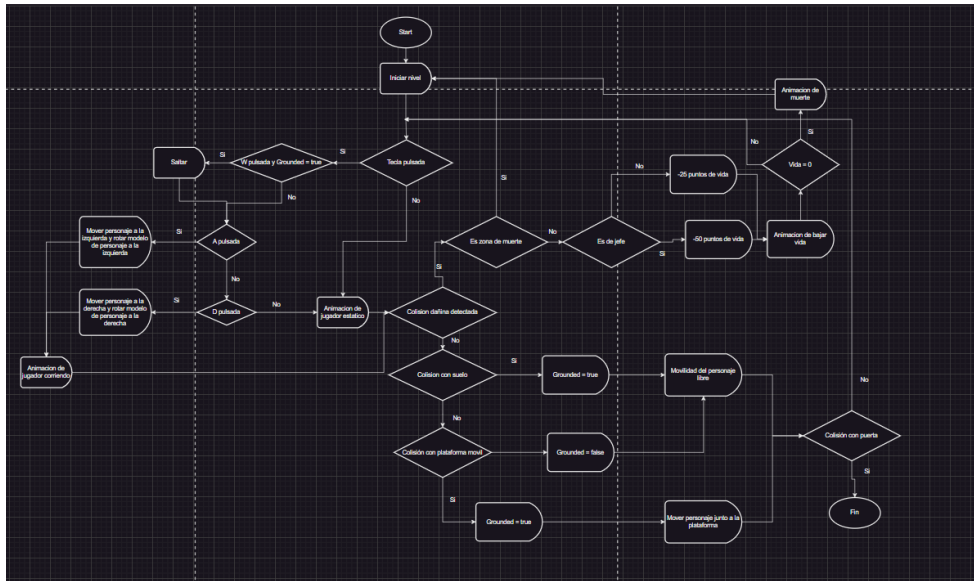 Start
Iniciar nivel
Animacion de
muerte
Saltar
Si
W pulsada y Grounded = true
Si
Tecla pulsada
No
No
Si
No
-25 puntos de vida
No
Vida = 0
Si
Mover personaje a la
izquierda y rotar modelo
de personaje a la
izquierda
Si
A pulsada
No
Es zona de muerte
No
Es de jefe
Si
-50 puntos de vida
Animacion de bajar
vida
Si
Mover personaje a la
derecha y rotar modelo
de personaje a la
derecha
Si
D pulsada
No
Animacion de
jugador estatico
Colision dañina detectada
No
Animacion de
jugador corriendo
Colision con suelo
Si
Grounded = true
Movilidad del personaje
libre
No
No
Colisión con plataforma movil
Grounded = false
Colisión con puerta
Si
Si
Grounded = true
Mover personaje junto a la
plataforma
Fin